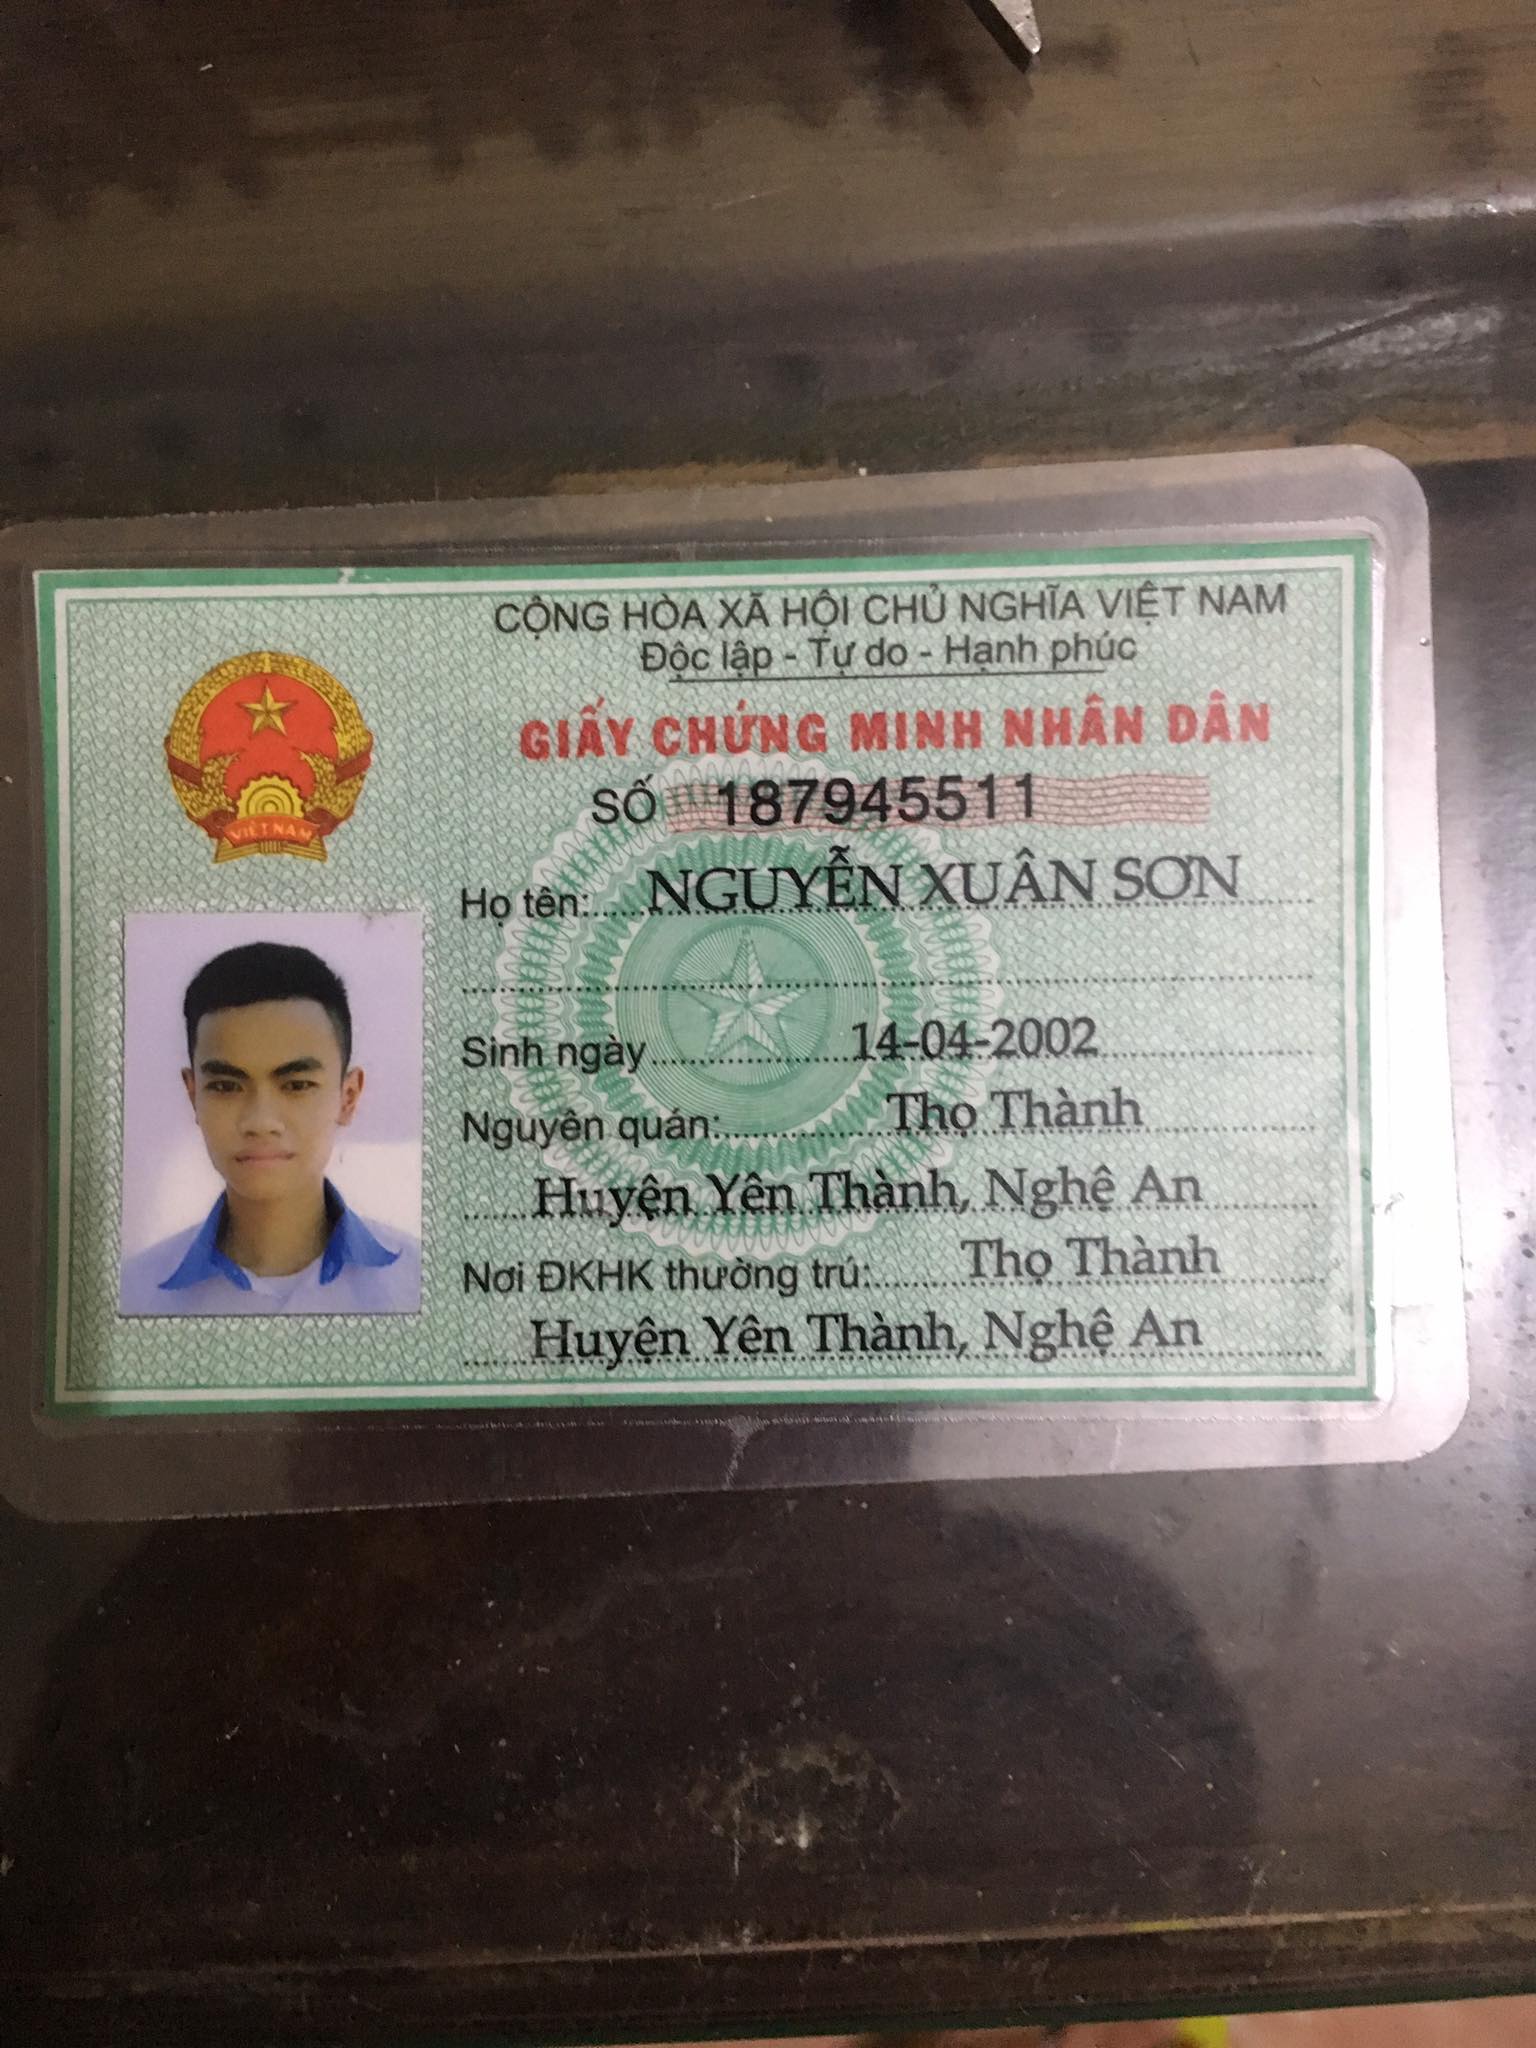 CỘNG HÒA XÃ HỘI CHỦ NGHĨA VIỆT NAM
Độc lập - Tự do - Hạnh phúc
GIẤY CHỨNG MINH NHÂN DÂN
SỐ 187945511
Họ tên: NGUYỄN XUÂN SƠN
Sinh ngày 14-04-2002
Nguyên quán: Thọ Thành
Huyện Yên Thành, Nghệ An
Nơi ĐKHK thường trú: Thọ Thành
Huyện Yên Thành, Nghệ An
VIỆT NAM